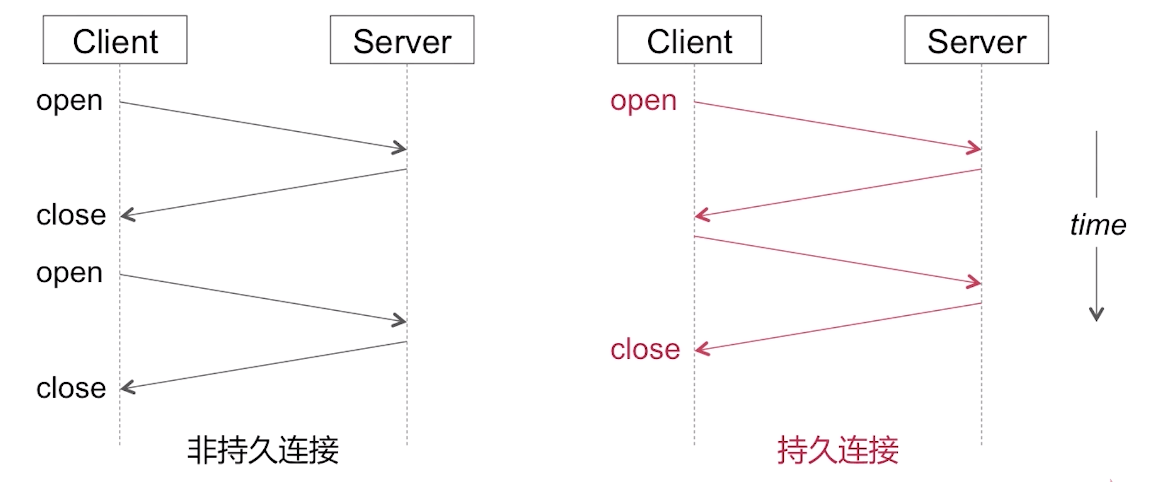 Client
Server
open
close
open
close
非持久连接
Client
Server
open
close
持久连接
time